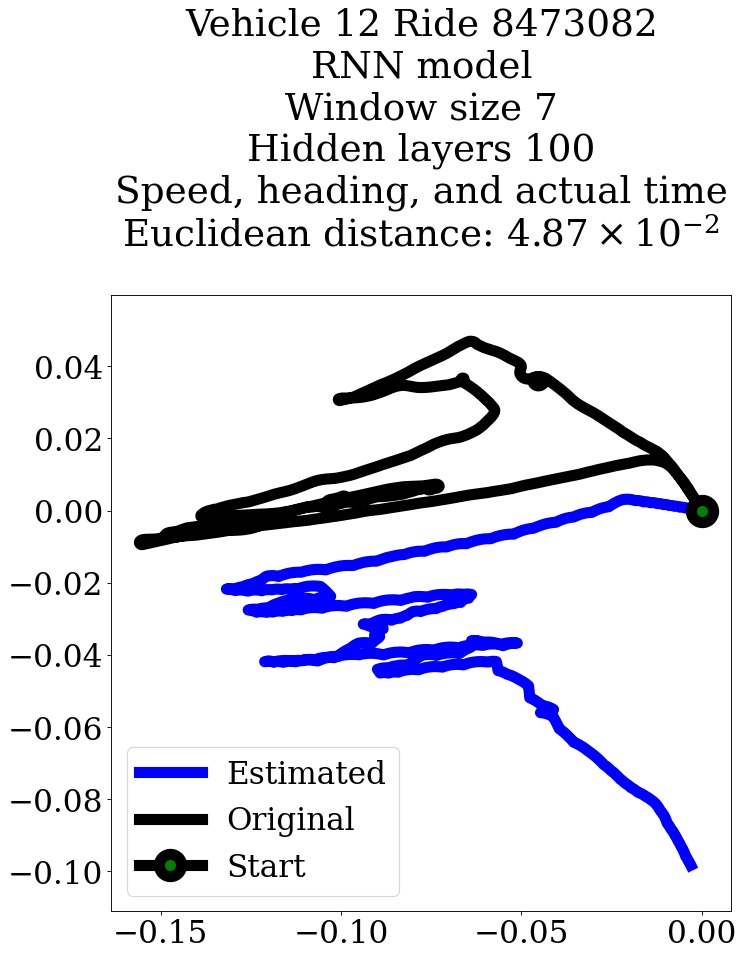 Vehicle 12 Ride 8473082
RNN model
Window size 7
Hidden layers 100
Speed, heading, and actual time
Euclidean distance: 4.87 × 10⁻²
0.04
0.02
0.00
−0.02
−0.04
−0.06
−0.08
−0.10
Estimated
Original
Start
−0.15 −0.10 −0.05 0.00